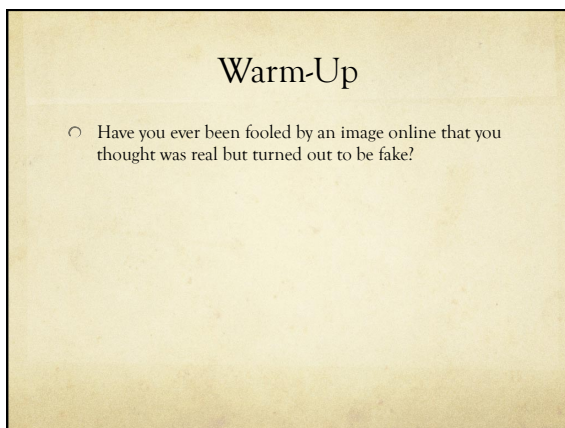 Warm-Up
Have you ever been fooled by an image online that you
thought was real but turned out to be fake?